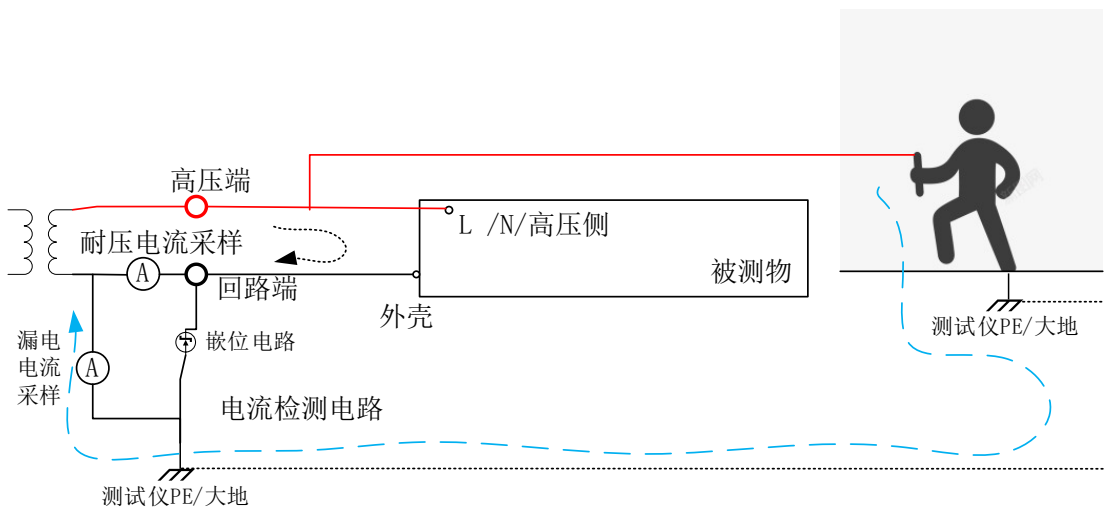 高压端
L /N/高压侧
耐压电流采样
A
回路端
被测物
外壳
测试仪PE/大地
漏电
电流
采样
A
嵌位电路
电流检测电路
测试仪PE/大地